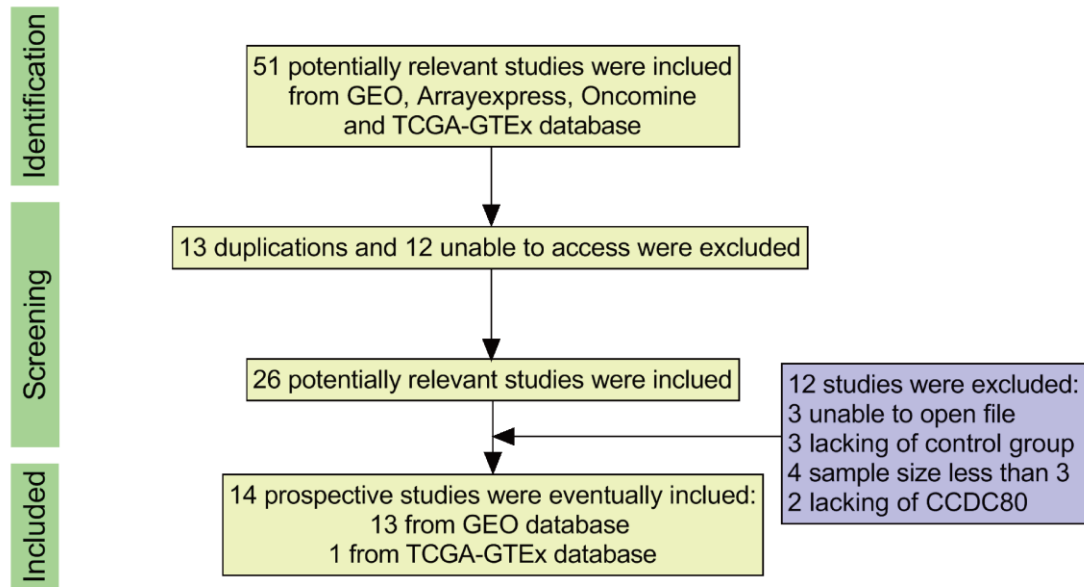 Identification
51 potentially relevant studies were inclued
from GEO, Arrayexpress, Oncomine
and TCGA-GTEx database
Screening
13 duplications and 12 unable to access were excluded
26 potentially relevant studies were inclued
12 studies were excluded:
3 unable to open file
3 lacking of control group
4 sample size less than 3
2 lacking of CCDC80
Included
14 prospective studies were eventually inclued:
13 from GEO database
1 from TCGA-GTEx database